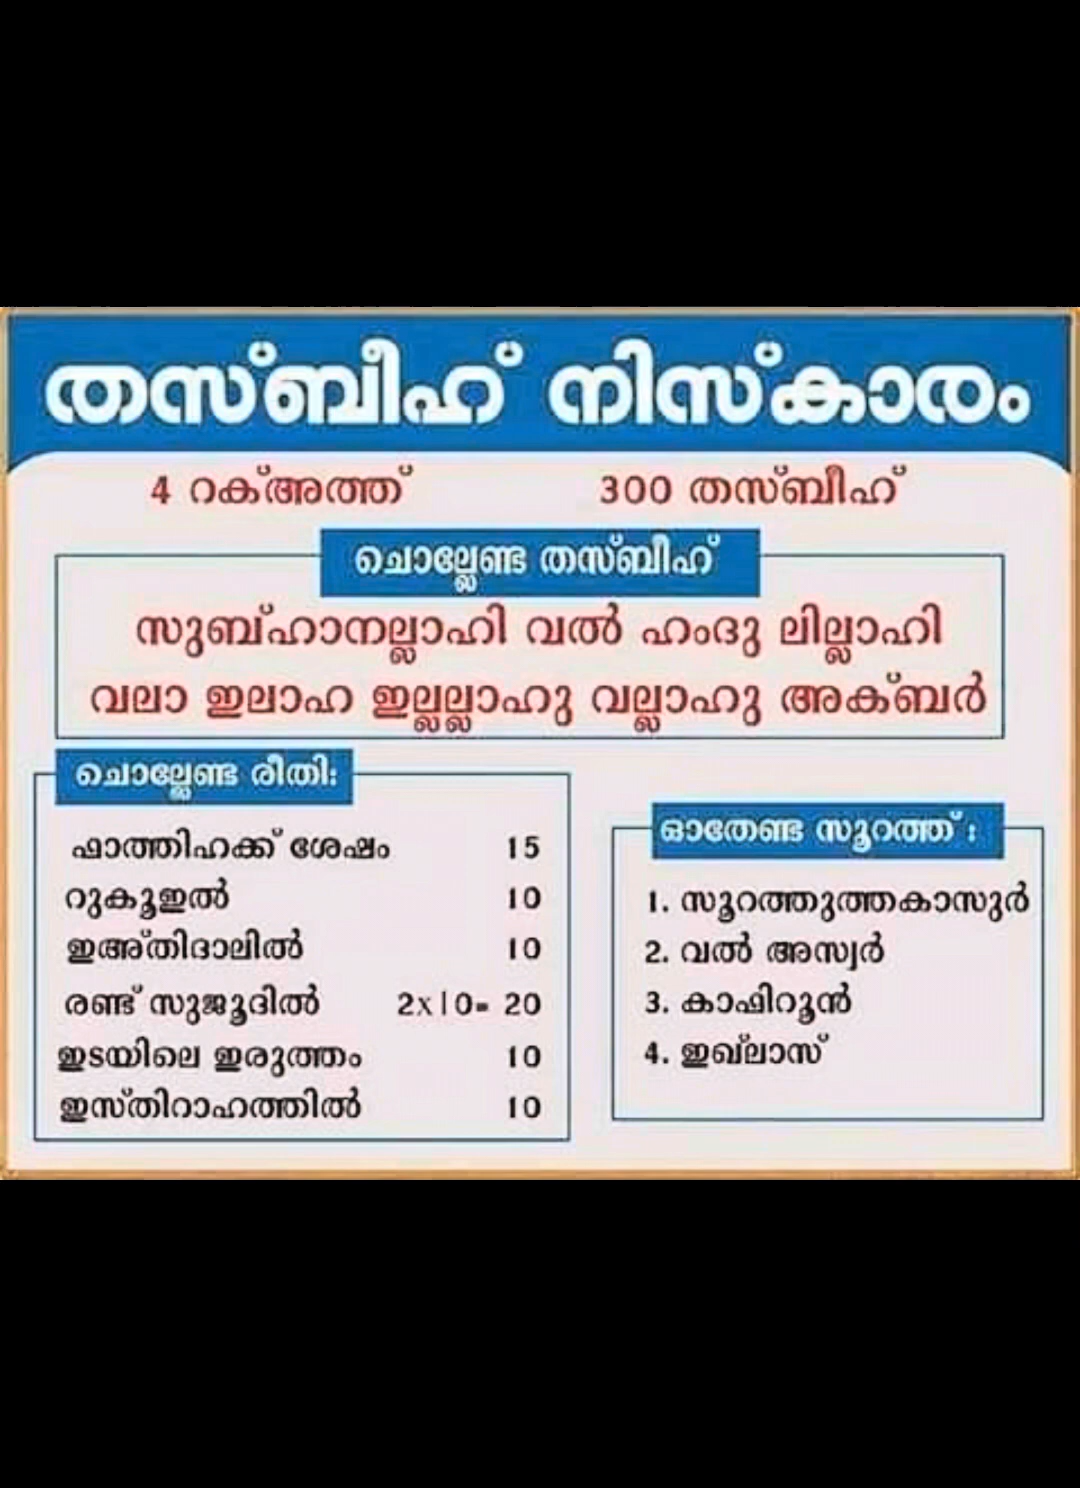 തസ്ബീഹ് നിസ്കാരം
4 റക്അത്ത് 300 തസ്ബീഹ്
ചൊല്ലേണ്ട തസ്ബീഹ്
സുബ്ഹാനല്ലാഹി വൽ ഹംദു ലില്ലാഹി
വലാ ഇലാഹ ഇല്ലല്ലാഹു വല്ലാഹു അക്ബർ
ചൊല്ലേണ്ട രീതി:
ഫാത്തിഹക്ക് ശേഷം 15
റുകൂഇൽ 10
ഇഅ്തിദാലിൽ 10
രണ്ട് സുജൂദിൽ 2x10= 20
ഇടയിലെ ഇരുത്തം 10
ഇസ്തിറാഹത്തിൽ 10
ഓതേണ്ട സൂറത്ത് :
1. സൂറത്തുത്തകാസുർ
2. വൽ അസ്വർ
3. കാഫിറൂൻ
4. ഇഖ്ലാസ്